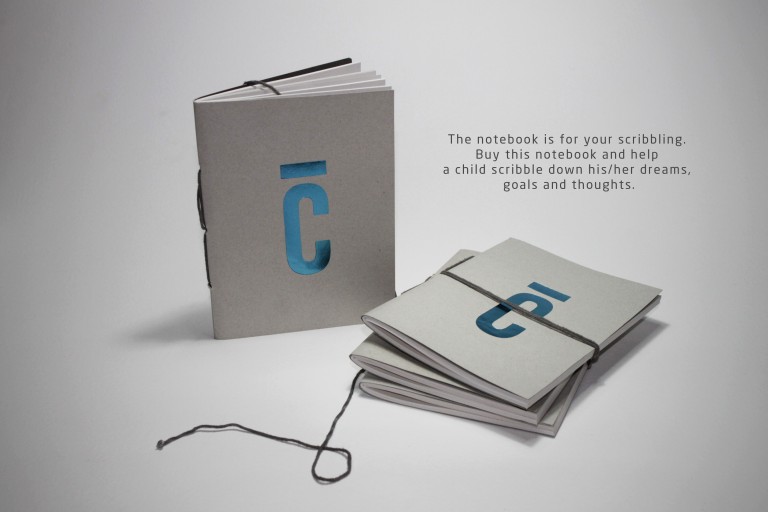 c̄
The notebook is for your scribbling.
Buy this notebook and help
a child scribble down his/her dreams,
goals and thoughts.
c̄